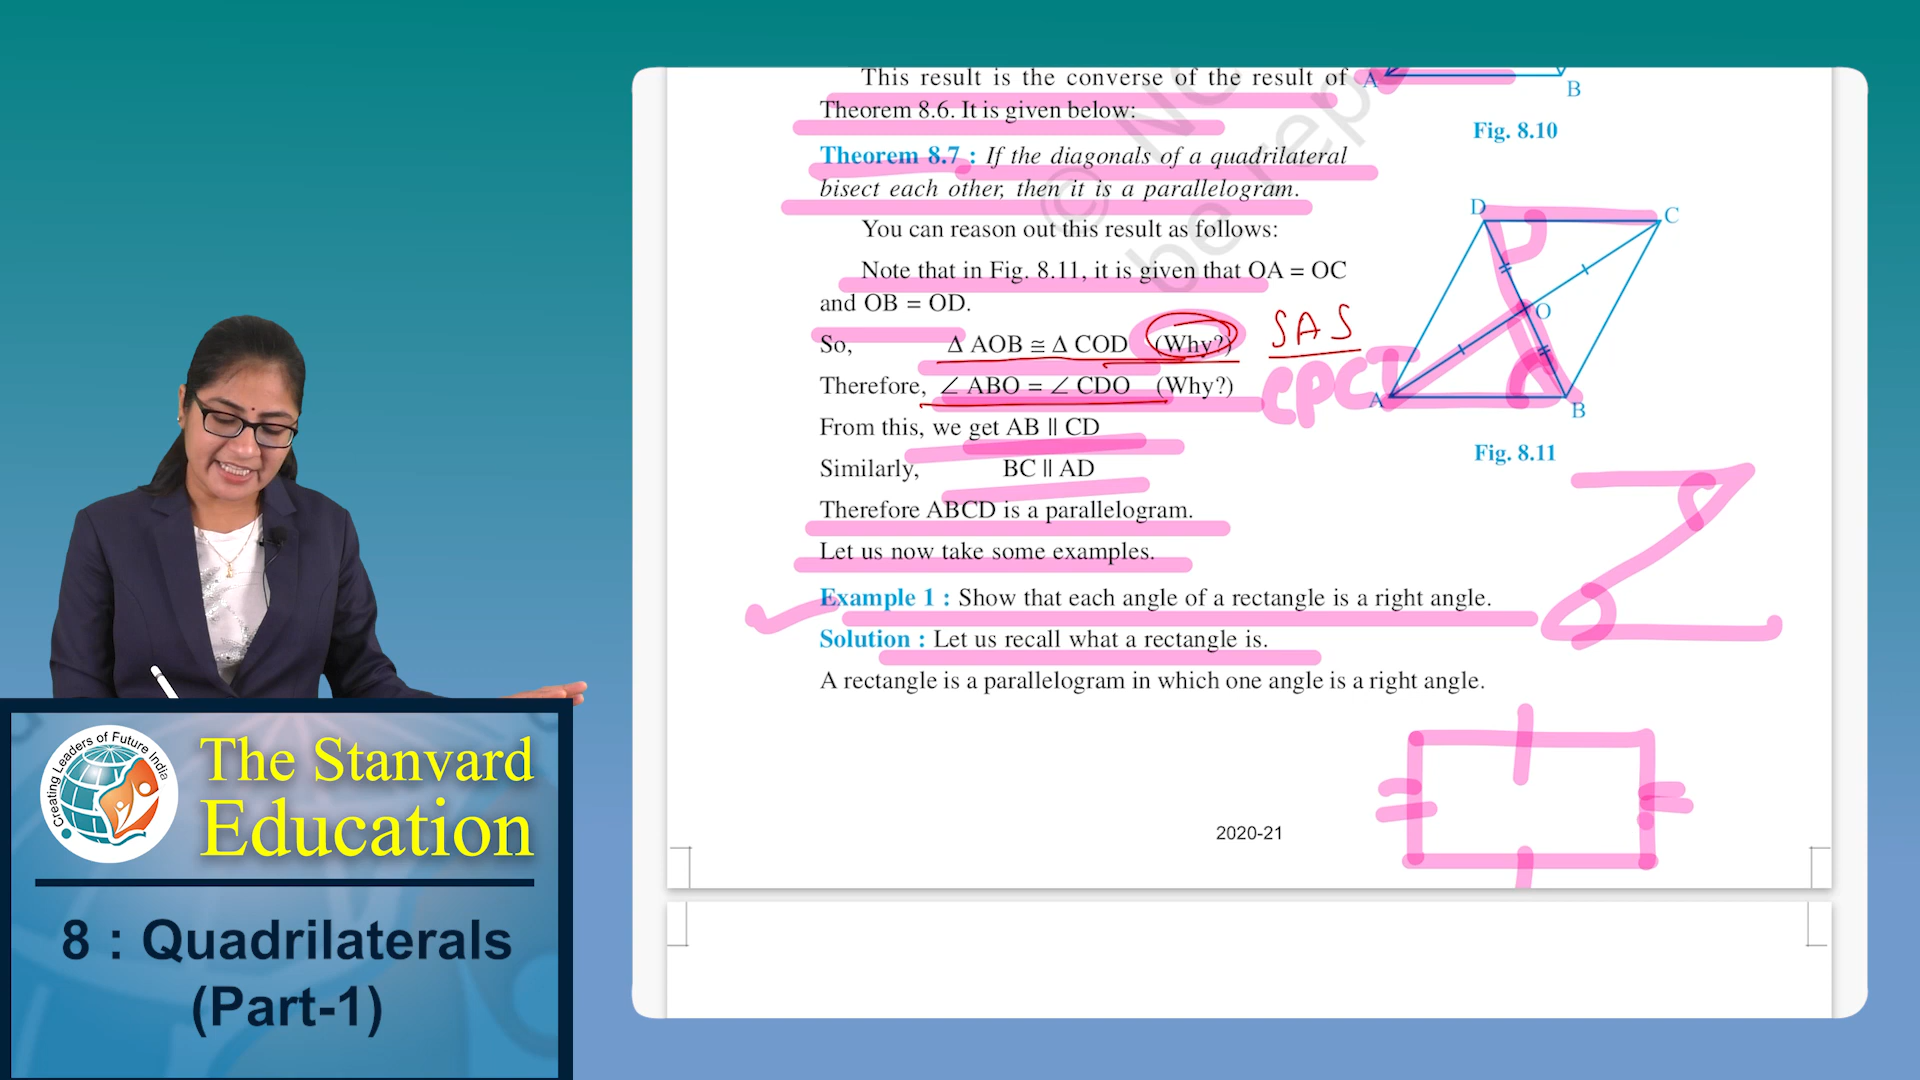 This result is the converse of the result of
Theorem 8.6. It is given below:
Theorem 8.7 : If the diagonals of a quadrilateral
bisect each other, then it is a parallelogram.
You can reason out this result as follows:
Note that in Fig. 8.11, it is given that OA = OC
and OB = OD.
So, Δ AOB ≅ Δ COD (Why?) SAS
Therefore, ∠ ABO = ∠ CDO (Why?) CPCT
From this, we get AB || CD
Similarly, BC || AD
Therefore ABCD is a parallelogram.
Let us now take some examples.
Example 1 : Show that each angle of a rectangle is a right angle.
Solution : Let us recall what a rectangle is.
A rectangle is a parallelogram in which one angle is a right angle.
2020-21
A B
Fig. 8.10
D C
O
A B
Fig. 8.11
Creating Leaders of Future India
The Stanvard
Education
8 : Quadrilaterals
(Part-1)